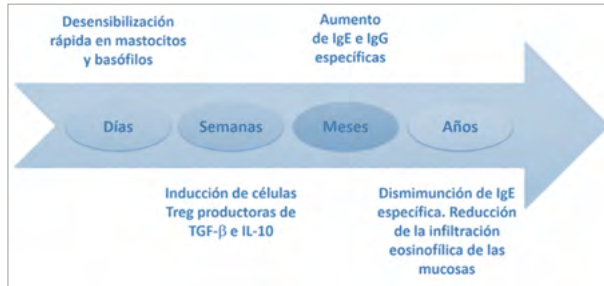 Desensibilización
rápida en mastocitos
y basófilos
Aumento
de IgE e IgG
específicas
Días
Semanas
Meses
Años
Inducción de células
Treg productoras de
TGF-β e IL-10
Dismimunción de IgE
específica. Reducción
de la infiltración
eosinofílica de las
mucosas